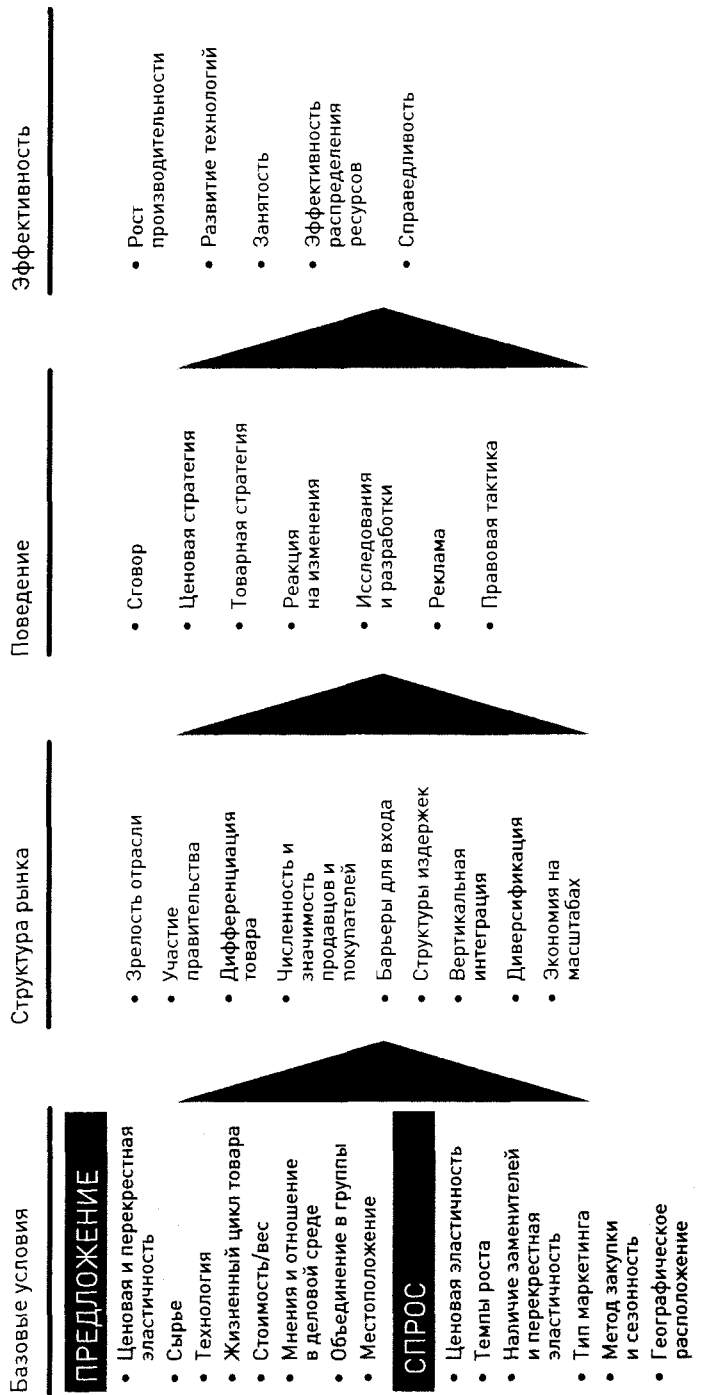 Базовые условия
ПРЕДЛОЖЕНИЕ
• Ценовая и перекрестная
эластичность
• Сырье
• Технология
• Жизненный цикл товара
• Стоимость/вес
• Мнения и отношение
в деловой среде
• Объединение в группы
• Местоположение
СПРОС
• Ценовая эластичность
• Темпы роста
• Наличие заменителей
и перекрестная
эластичность
• Тип маркетинга
• Метод закупки
и сезонность
• Географическое
расположение
Структура рынка
• Зрелость отрасли
• Участие
правительства
• Дифференциация
товара
• Численность и
значимость
продавцов и
покупателей
• Барьеры для входа
• Структуры издержек
• Вертикальная
интеграция
• Диверсификация
• Экономия на
масштабах
Поведение
• Сговор
• Ценовая стратегия
• Товарная стратегия
• Реакция
на изменения
• Исследования
и разработки
• Реклама
• Правовая тактика
Эффективность
• Рост
производительности
• Развитие технологий
• Занятость
• Эффективность
распределения
ресурсов
• Справедливость